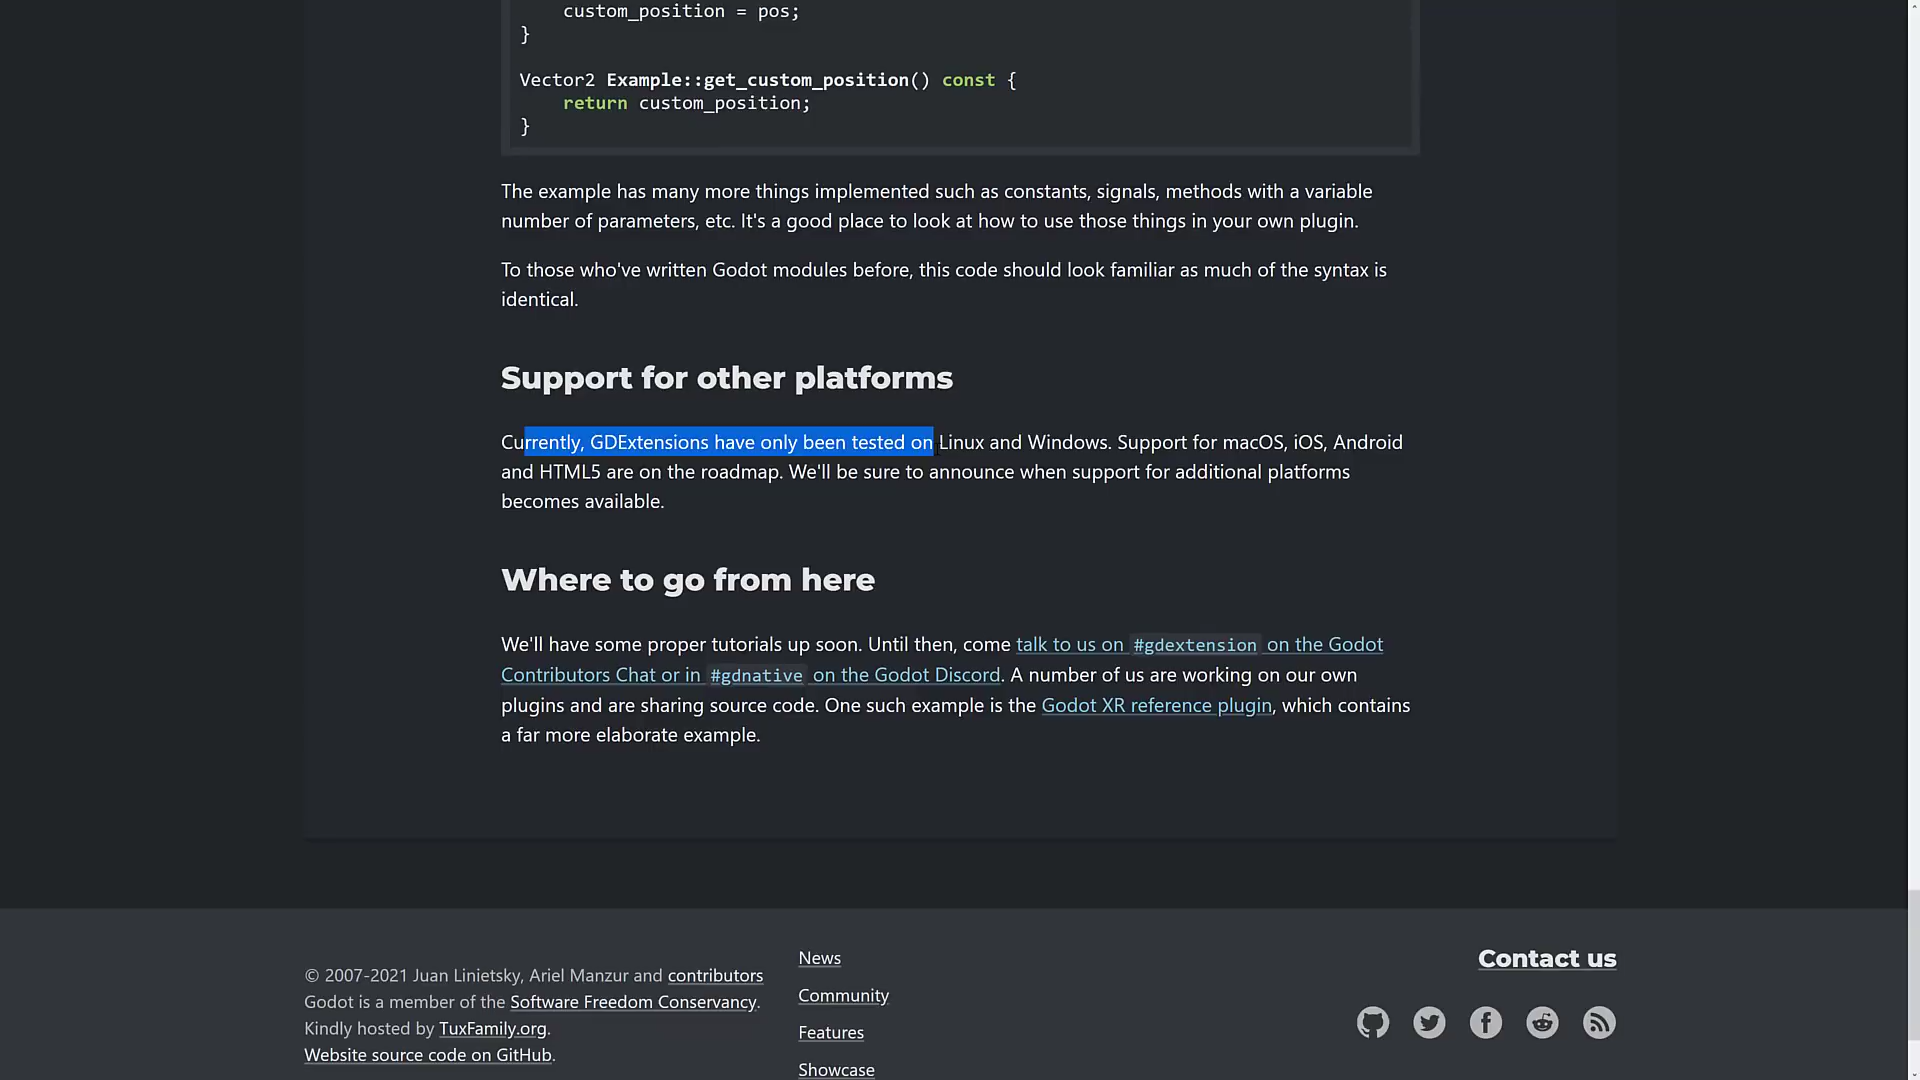 custom_position = pos;
}
Vector2 Example::get_custom_position() const {
return custom_position;
}
The example has many more things implemented such as constants, signals, methods with a variable
number of parameters, etc. It's a good place to look at how to use those things in your own plugin.
To those who've written Godot modules before, this code should look familiar as much of the syntax is
identical.
Support for other platforms
Currently, GDExtensions have only been tested on Linux and Windows. Support for macOS, iOS, Android
and HTML5 are on the roadmap. We'll be sure to announce when support for additional platforms
becomes available.
Where to go from here
We'll have some proper tutorials up soon. Until then, come talk to us on #gdextension on the Godot
Contributors Chat or in #gdnative on the Godot Discord. A number of us are working on our own
plugins and are sharing source code. One such example is the Godot XR reference plugin, which contains
a far more elaborate example.
© 2007-2021 Juan Linietsky, Ariel Manzur and contributors
Godot is a member of the Software Freedom Conservancy.
Kindly hosted by TuxFamily.org.
Website source code on GitHub.
News
Community
Features
Showcase
Contact us